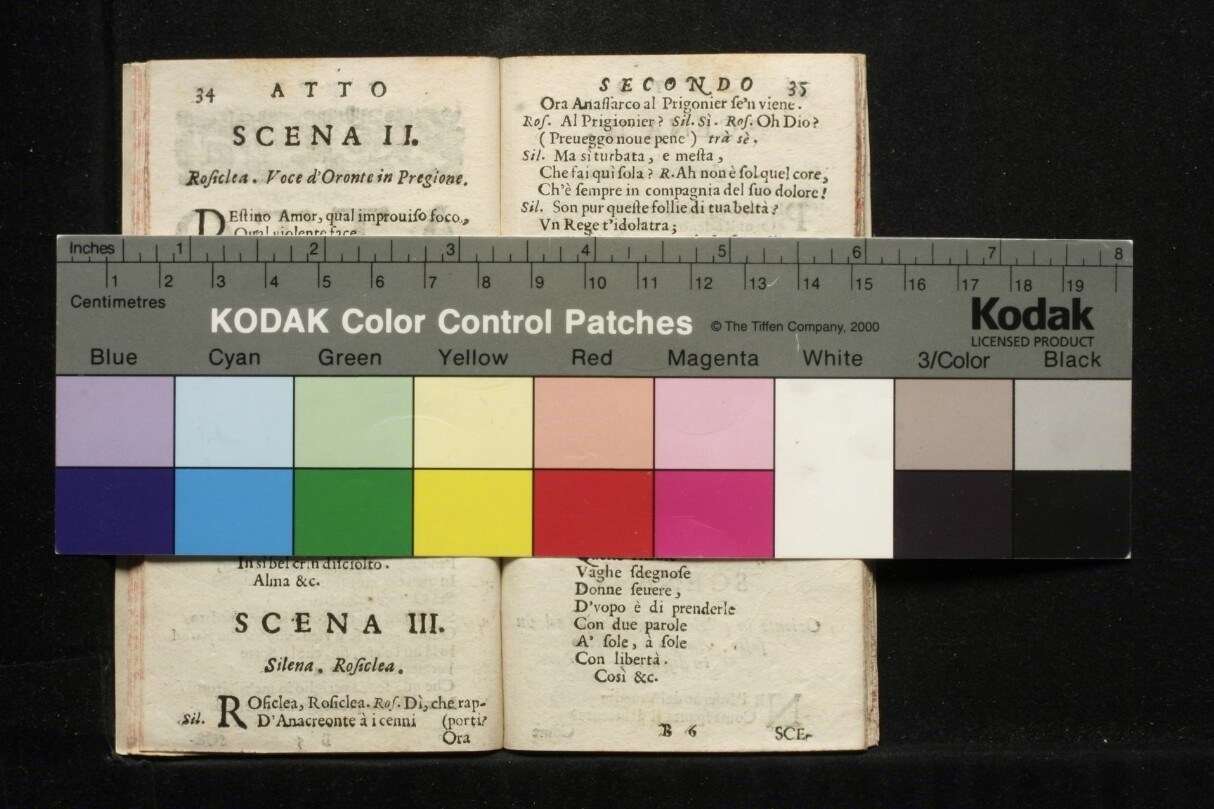 34 ATTO
SCENA II.
Rosiclea. Voce d'Oronte in Pregione.
DEstino Amor, qual improuiso foco,
Qual violente face
SECONDO 35
Ora Anassarco al Prigonier se'n viene.
Ros. Al Prigionier? Sil. Sì. Ros. Oh Dio?
(Preueggo noue pene) trà sè.
Sil. Ma si turbata, e mesta,
Che fai quì sola? R. Ah non è sol quel core,
Ch'è sempre in compagnia del suo dolore!
Sil. Son pur queste follie di tua beltà?
Vn Rege t'idolatra;
Inches 1 2 3 4 5 6 7 8
1 2 3 4 5 6 7 8 9 10 11 12 13 14 15 16 17 18 19
Centimetres
KODAK Color Control Patches © The Tiffen Company, 2000
Kodak
LICENSED PRODUCT
Blue Cyan Green Yellow Red Magenta White 3/Color Black
In sì bel crin disciolto.
Alma &c.
SCENA III.
Silena. Rosiclea.
Sil. ROsiclea, Rosiclea. Ros. Dì, che rap-
D'Anacreonte à i cenni (porti?
Ora
Vaghe sdegnose
Donne seuere,
D'vopo è di prenderle
Con due parole
A' sole, à sole
Con libertà.
Così &c.
B 6 SCE-